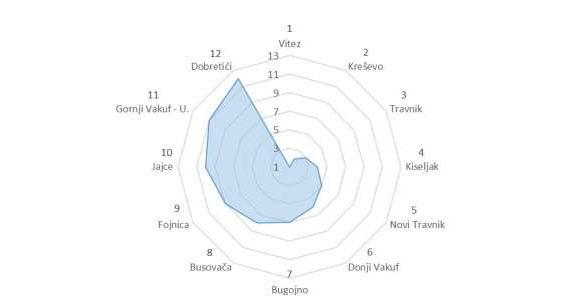 1
Vitez
2
Kreševo
3
Travnik
4
Kiseljak
5
Novi Travnik
6
Donji Vakuf
7
Bugojno
8
Busovača
9
Fojnica
10
Jajce
11
Gornji Vakuf - U.
12
Dobretići
13
11
9
7
5
3
1